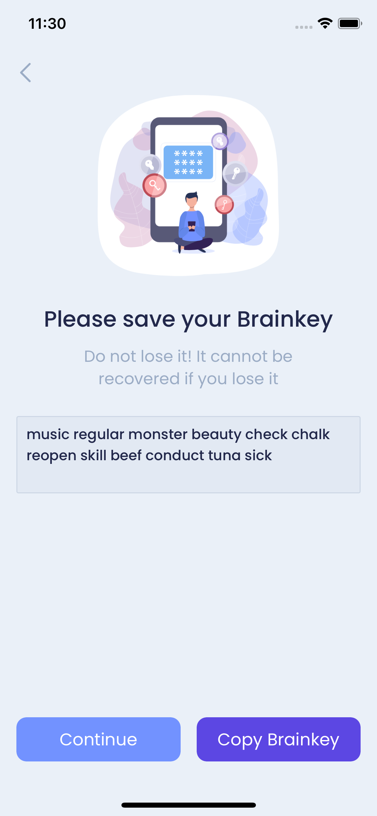 11:30
****
****
****
Please save your Brainkey
Do not lose it! It cannot be
recovered if you lose it
music regular monster beauty check chalk
reopen skill beef conduct tuna sick
Continue
Copy Brainkey